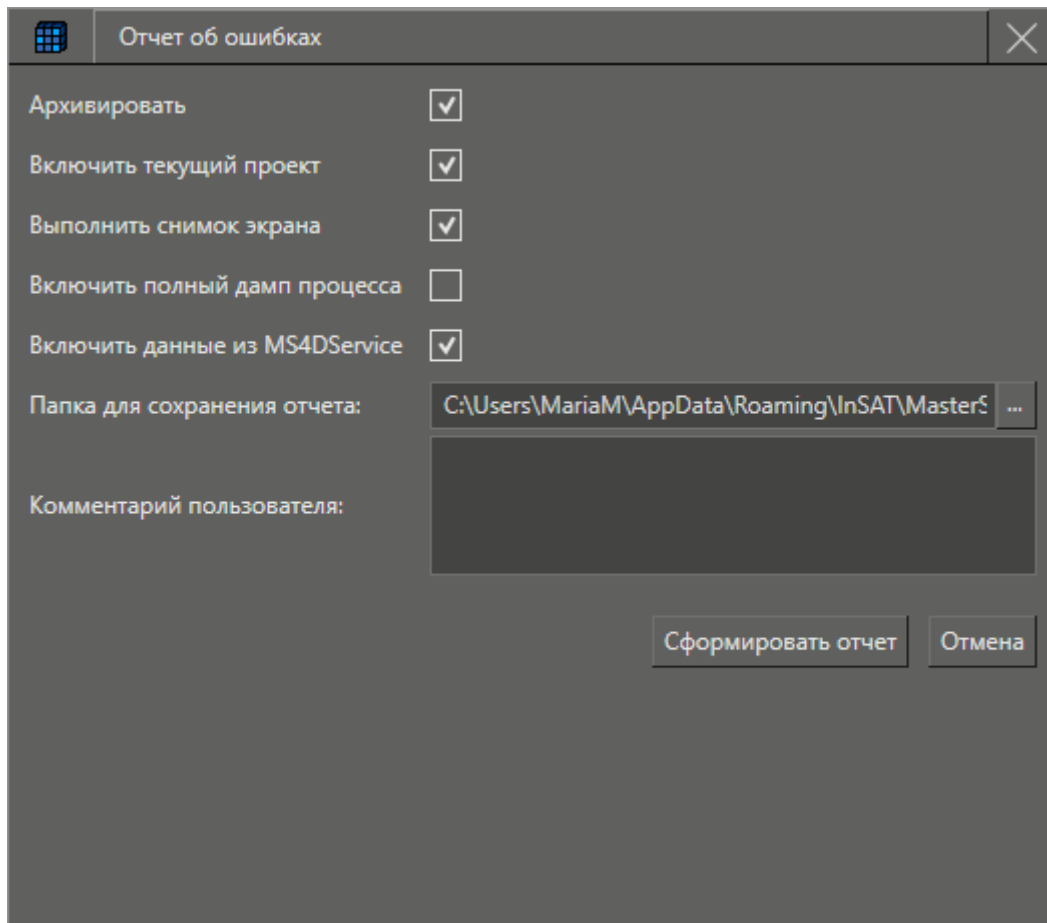 Отчет об ошибках
Архивировать
Включить текущий проект
Выполнить снимок экрана
Включить полный дамп процесса
Включить данные из MS4DService
Папка для сохранения отчета: C:\Users\MariaM\AppData\Roaming\InSAT\MasterS ...
Комментарий пользователя:
Сформировать отчет Отмена